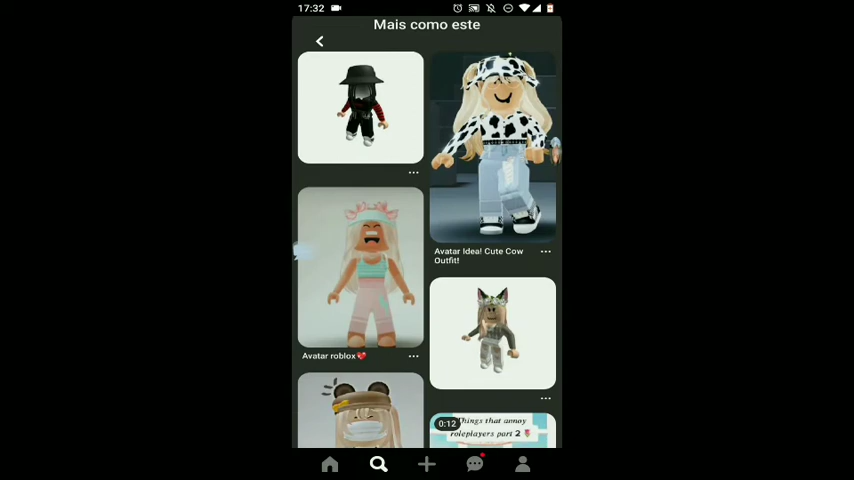 17:32
Mais como este
Avatar Idea! Cute Cow
Outfit!
Avatar roblox💖
0:12
Things that annoy
roleplayers part 2